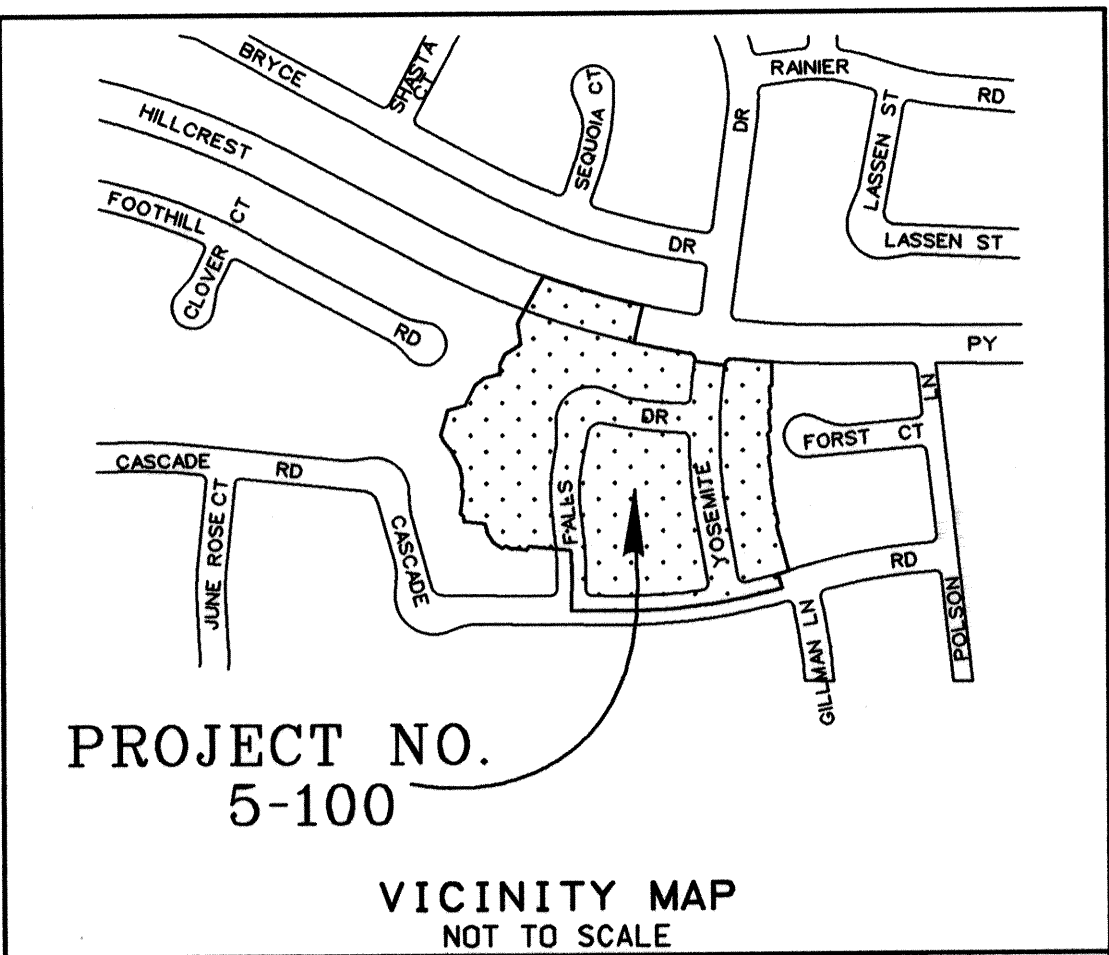 BRYCE
SHASTA
CT
RAINIER
RD
HILLCREST
SEQUOIA CT
DR
LASSEN ST
FOOTHILL
CT
CLOVER
DR
LASSEN ST
RD
PY
LN
DR
FORST CT
CASCADE RD
JUNE ROSE CT
CASCADE
FALLS
YOSEMITE
RD
GILLMAN LN
POLSON
PROJECT NO.
5-100
VICINITY MAP
NOT TO SCALE